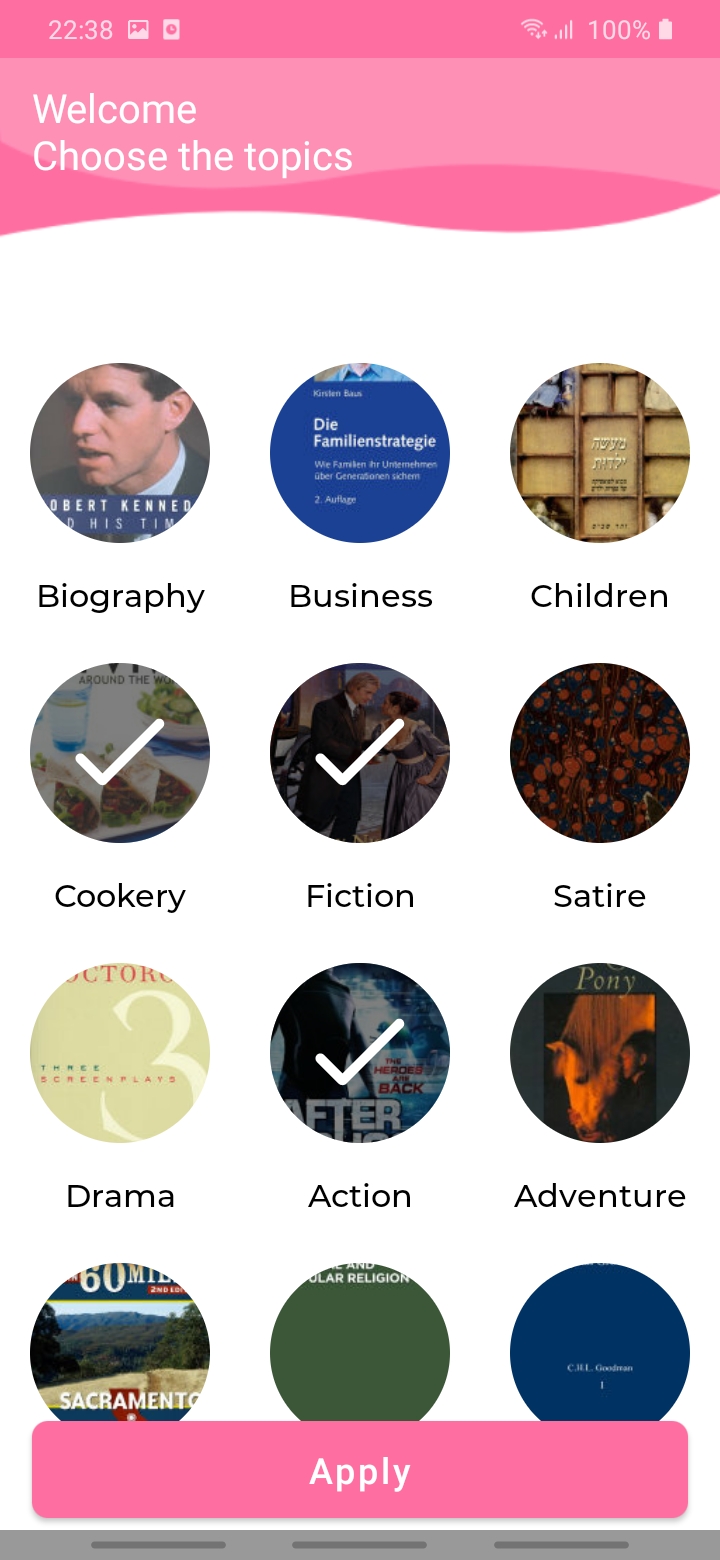 22:38
100%
Welcome
Choose the topics
OBERT KENNED
D HIS TIM
Kirsten Baus
Die
Familienstrategie
Wie Familien ihr Unternehmen
über Generationen sichern
2. Auflage
מעשה
ילדות
Biography
Business
Children
AROUND THE WO
Cookery
Fiction
Satire
OCTORO
THREE
SCREENPLAYS
3
THE
HEROES
ARE
BACK
AFTER
Pony
Drama
Action
Adventure
60 MIL
2ND EDI
SACRAMENTO
AND
ULAR RELIGION
C.H.L. Goodman
I
Apply